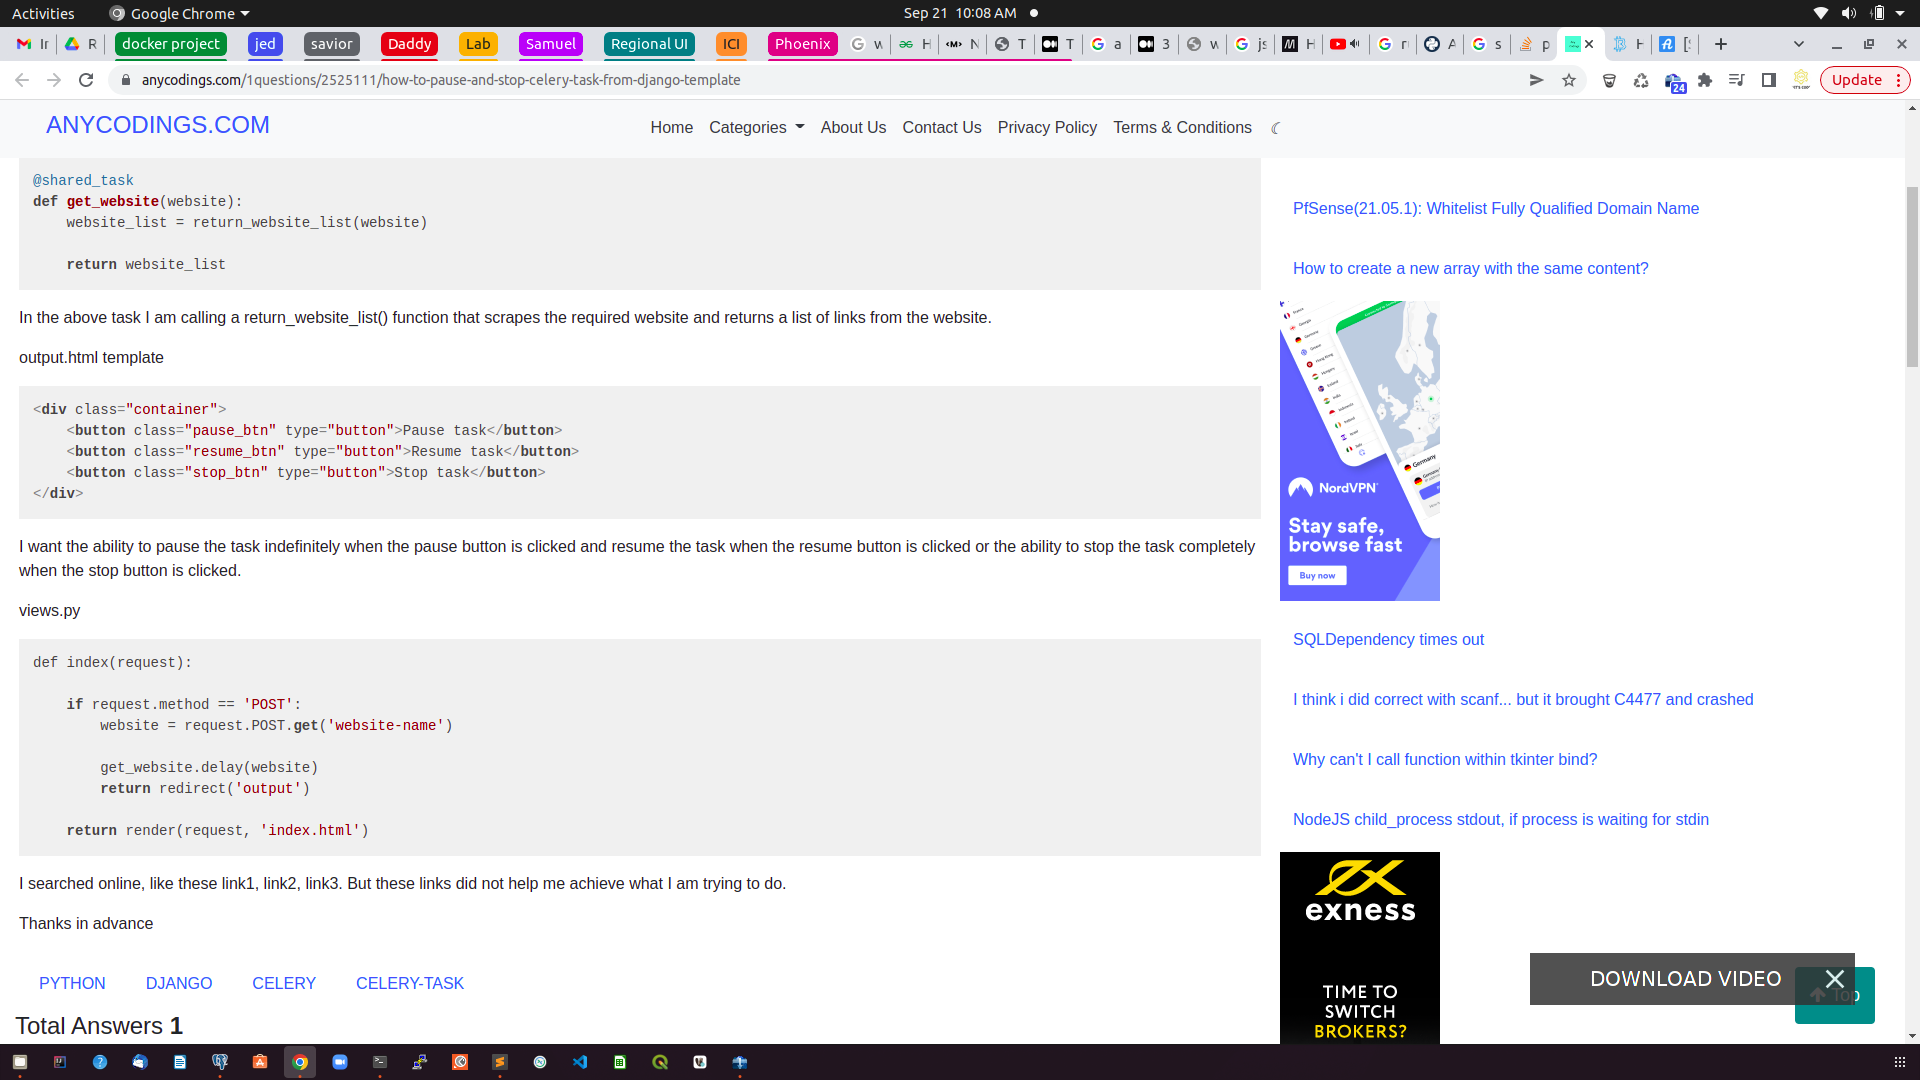 Activities
Google Chrome
Sep 21 10:08 AM
docker project
jed
savior
Daddy
Lab
Samuel
Regional UI
ICI
Phoenix
anycodings.com/1questions/2525111/how-to-pause-and-stop-celery-task-from-django-template
24
Update
ANYCODINGS.COM
Home
Categories
About Us
Contact Us
Privacy Policy
Terms & Conditions
@shared_task
def get_website(website):
website_list = return_website_list(website)
return website_list
In the above task I am calling a return_website_list() function that scrapes the required website and returns a list of links from the website.
output.html template
<div class="container">
<button class="pause_btn" type="button">Pause task</button>
<button class="resume_btn" type="button">Resume task</button>
<button class="stop_btn" type="button">Stop task</button>
</div>
I want the ability to pause the task indefinitely when the pause button is clicked and resume the task when the resume button is clicked or the ability to stop the task completely
when the stop button is clicked.
views.py
def index(request):
if request.method == 'POST':
website = request.POST.get('website-name')
get_website.delay(website)
return redirect('output')
return render(request, 'index.html')
I searched online, like these link1, link2, link3. But these links did not help me achieve what I am trying to do.
Thanks in advance
PYTHON
DJANGO
CELERY
CELERY-TASK
Total Answers 1
PfSense(21.05.1): Whitelist Fully Qualified Domain Name
How to create a new array with the same content?
Germany
NordVPN
Stay safe,
browse fast
Buy now
SQLDependency times out
I think i did correct with scanf... but it brought C4477 and crashed
Why can't I call function within tkinter bind?
NodeJS child_process stdout, if process is waiting for stdin
exness
TIME TO
SWITCH
BROKERS?
DOWNLOAD VIDEO
Top